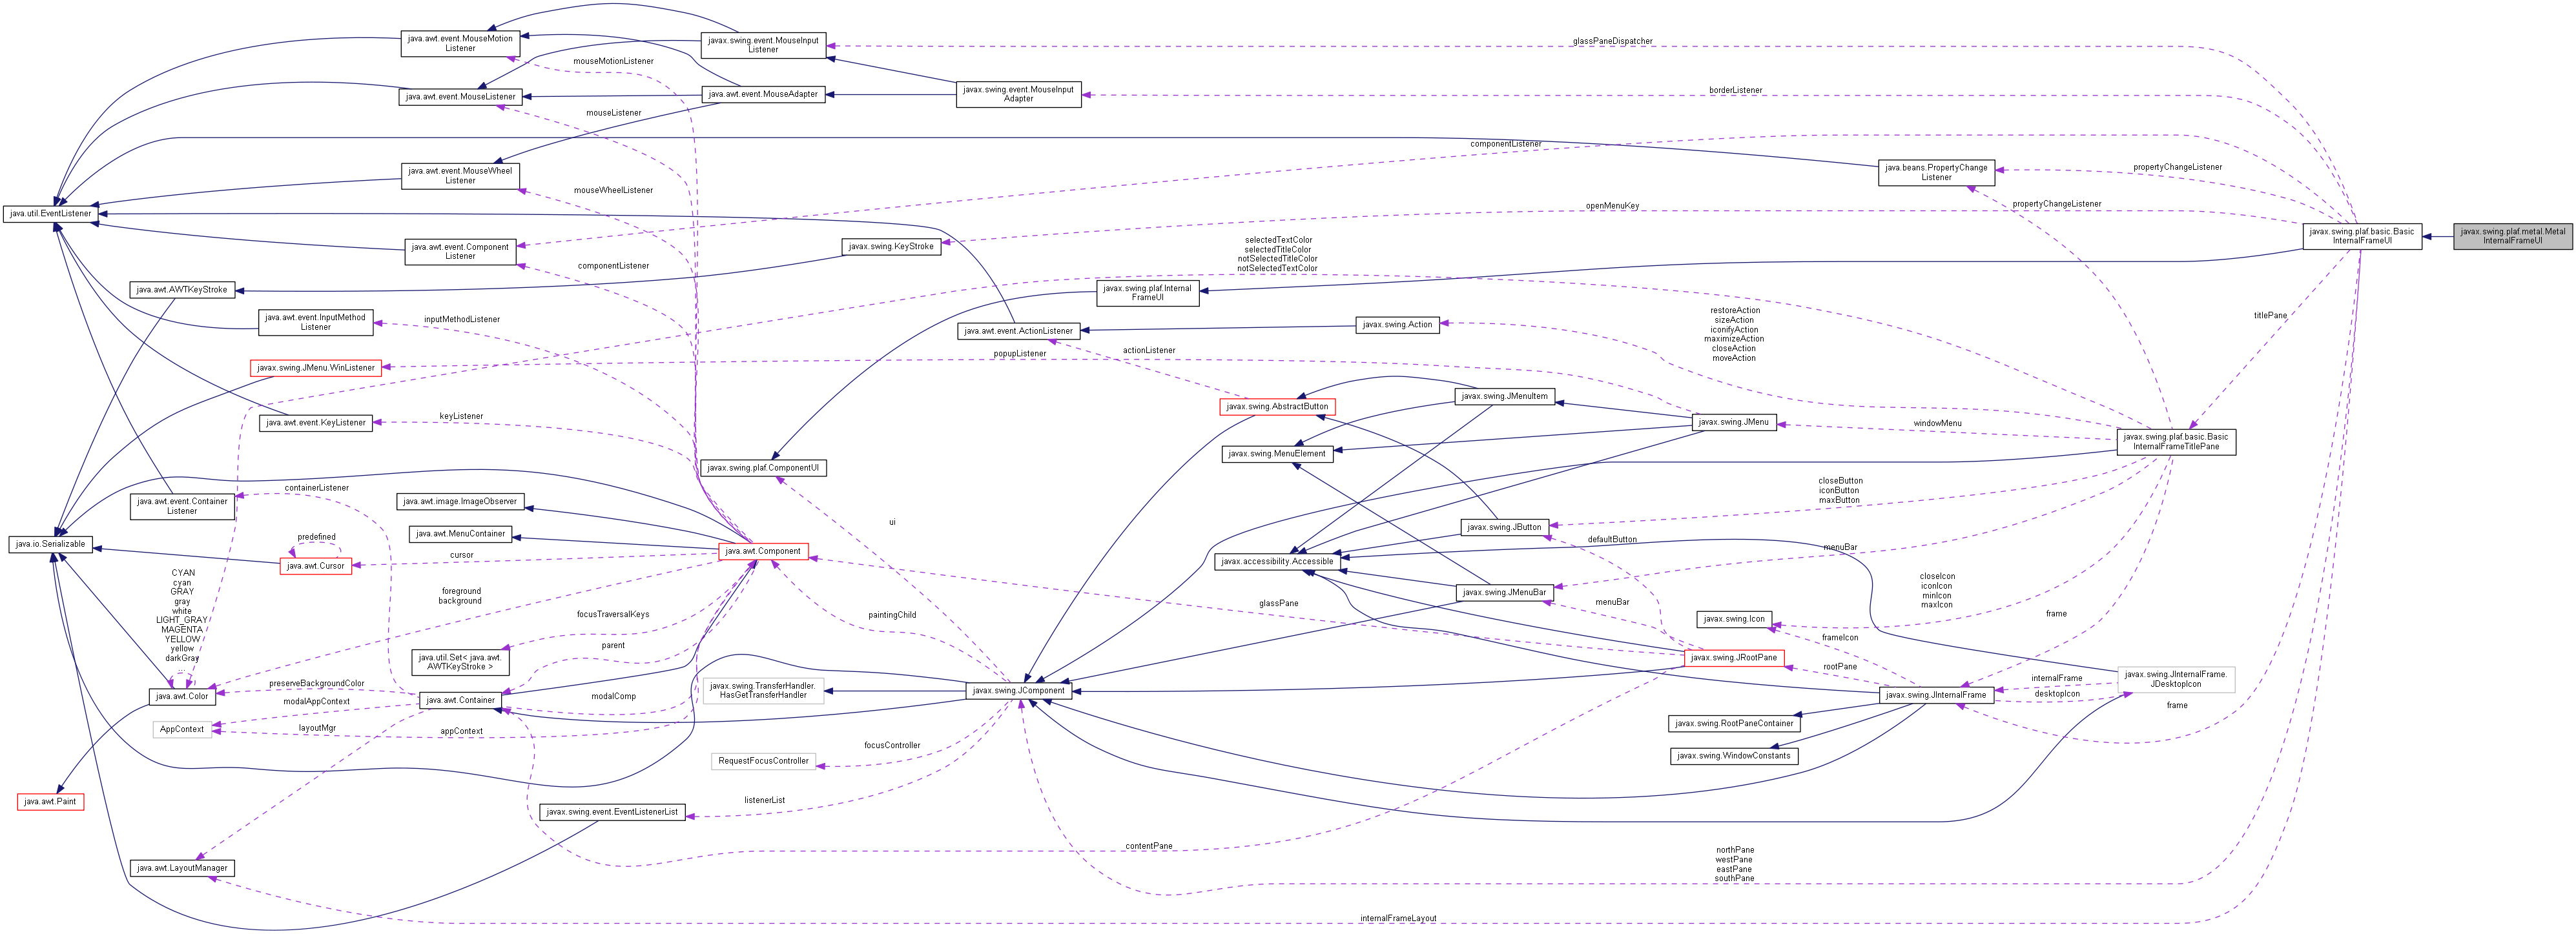 java.awt.event.MouseMotion
Listener
javax.swing.event.MouseInput
Listener
glassPaneDispatcher
mouseMotionListener
java.awt.event.MouseListener
java.awt.event.MouseAdapter
javax.swing.event.MouseInput
Adapter
borderListener
mouseListener
java.awt.event.MouseWheel
Listener
componentListener
java.beans.PropertyChange
Listener
propertyChangeListener
mouseWheelListener
java.util.EventListener
openMenuKey
propertyChangeListener
java.awt.event.Component
Listener
javax.swing.KeyStroke
selectedTextColor
selectedTitleColor
notSelectedTitleColor
notSelectedTextColor
javax.swing.plaf.basic.Basic
InternalFrameUI
javax.swing.plaf.metal.Metal
InternalFrameUI
componentListener
java.awt.AWTKeyStroke
javax.swing.plaf.Internal
FrameUI
java.awt.event.InputMethod
Listener
inputMethodListener
java.awt.event.ActionListener
javax.swing.Action
restoreAction
sizeAction
iconifyAction
maximizeAction
closeAction
moveAction
titlePane
javax.swing.JMenu.WinListener
popupListener
actionListener
java.awt.event.KeyListener
keyListener
javax.swing.AbstractButton
javax.swing.JMenuItem
javax.swing.JMenu
windowMenu
javax.swing.plaf.basic.Basic
InternalFrameTitlePane
javax.swing.plaf.ComponentUI
javax.swing.MenuElement
java.awt.event.Container
Listener
containerListener
java.awt.image.ImageObserver
ui
closeButton
iconButton
maxButton
java.io.Serializable
predefined
java.awt.Cursor
java.awt.MenuContainer
cursor
java.awt.Component
javax.swing.JButton
defaultButton
menuBar
javax.accessibility.Accessible
javax.swing.JMenuBar
CYAN
cyan
GRAY
gray
white
LIGHT_GRAY
MAGENTA
YELLOW
yellow
darkGray
...
java.awt.Color
foreground
background
focusTraversalKeys
paintingChild
glassPane
menuBar
closeIcon
iconIcon
minIcon
maxIcon
javax.swing.Icon
frame
frameIcon
java.util.Set< java.awt.
AWTKeyStroke >
parent
javax.swing.JRootPane
rootPane
preserveBackgroundColor
java.awt.Container
modalComp
javax.swing.TransferHandler.
HasGetTransferHandler
javax.swing.JComponent
javax.swing.JInternalFrame
internalFrame
desktopIcon
javax.swing.JInternalFrame.
JDesktopIcon
modalAppContext
AppContext
layoutMgr
appContext
javax.swing.RootPaneContainer
frame
RequestFocusController
focusController
javax.swing.WindowConstants
java.awt.Paint
javax.swing.event.EventListenerList
listenerList
contentPane
java.awt.LayoutManager
northPane
westPane
eastPane
southPane
internalFrameLayout